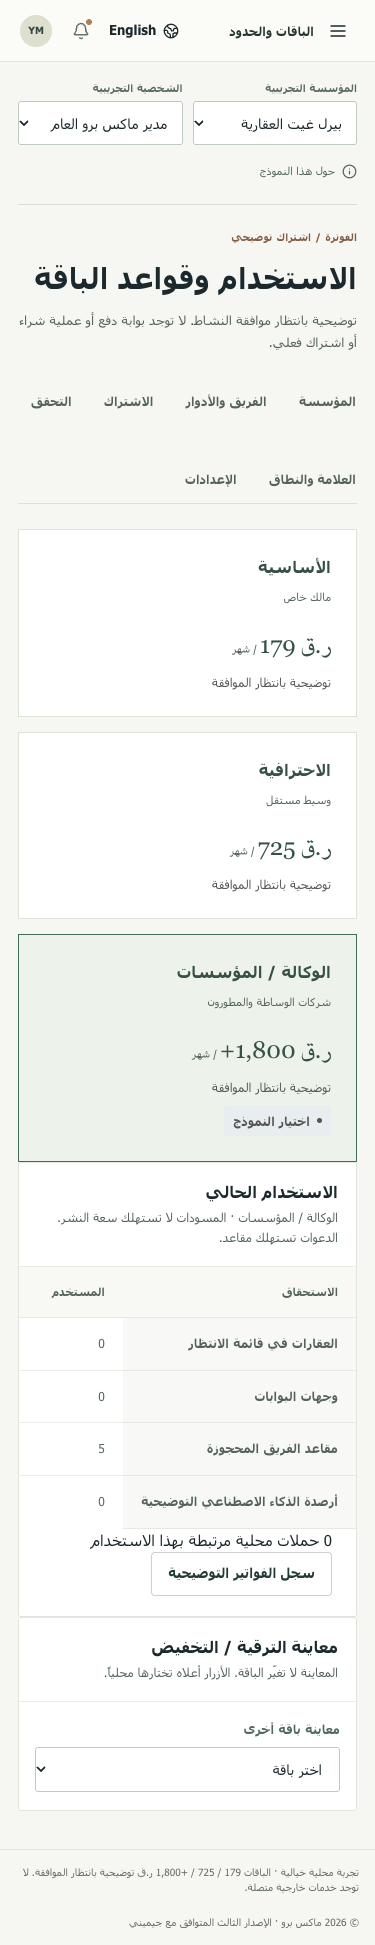 الباقات والحدود
English
YM
المؤسسة التجريبية
الشخصية التجريبية
بيرل غيت العقارية
مدير ماكس برو العام
حول هذا النموذج
الفوترة / اشتراك توضيحي
الاستخدام وقواعد الباقة
توضيحية بانتظار موافقة النشاط. لا توجد بوابة دفع أو عملية شراء
أو اشتراك فعلي.
المؤسسة
الفريق والأدوار
الاشتراك
التحقق
العلامة والنطاق
الإعدادات
الأساسية
مالك خاص
ر.ق 179 / شهر
توضيحية بانتظار الموافقة
الاحترافية
وسيط مستقل
ر.ق 725 / شهر
توضيحية بانتظار الموافقة
الوكالة / المؤسسات
شركات الوساطة والمطورون
ر.ق 1,800+ / شهر
توضيحية بانتظار الموافقة
• اختيار النموذج
الاستخدام الحالي
الوكالة / المؤسسات · المسودات لا تستهلك سعة النشر.
الدعوات تستهلك مقاعد.
الاستحقاق
المستخدم
العقارات في قائمة الانتظار
0
وجهات البوابات
0
مقاعد الفريق المحجوزة
5
أرصدة الذكاء الاصطناعي التوضيحية
0
0 حملات محلية مرتبطة بهذا الاستخدام
سجل الفواتير التوضيحية
معاينة الترقية / التخفيض
المعاينة لا تغيّر الباقة. الأزرار أعلاه تختارها محلياً.
معاينة باقة أخرى
اختر باقة
تجربة محلية خيالية · الباقات 179 / 725 / +1,800 ر.ق توضيحية بانتظار الموافقة. لا
توجد خدمات خارجية متصلة.
© 2026 ماكس برو · الإصدار الثالث المتوافق مع جيميني